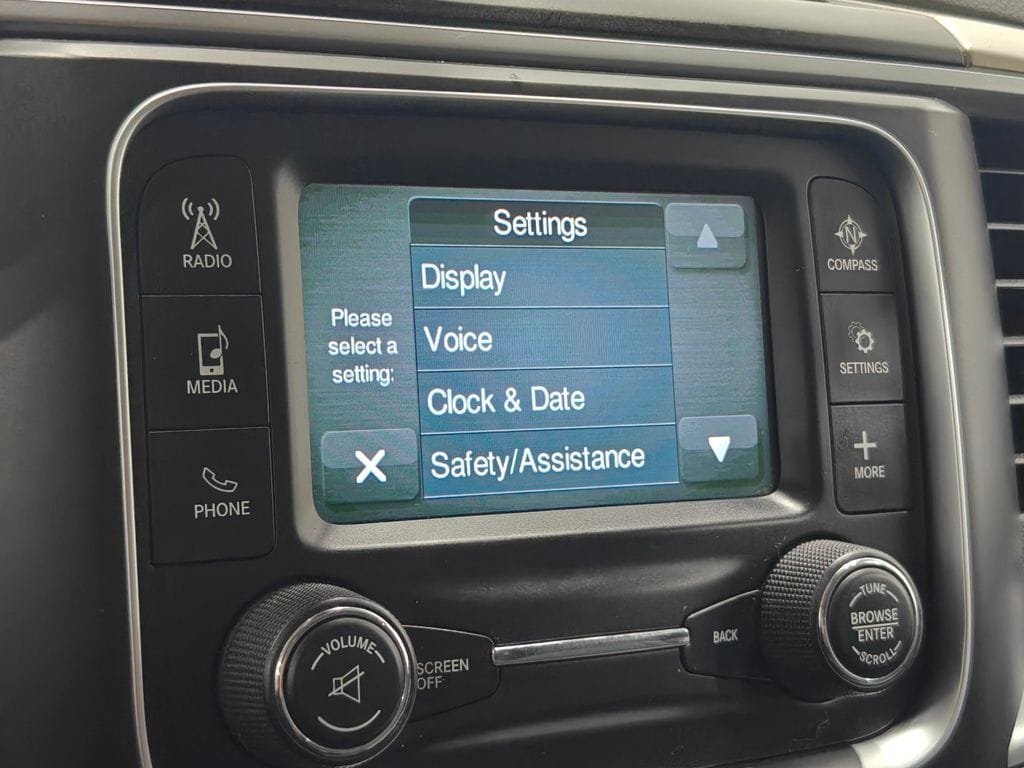 RADIO
MEDIA
PHONE
Settings
Please
select a
setting:
Display
Voice
Clock & Date
Safety/Assistance
N
COMPASS
SETTINGS
MORE
VOLUME
SCREEN
OFF
BACK
TUNE
BROWSE
ENTER
SCROLL